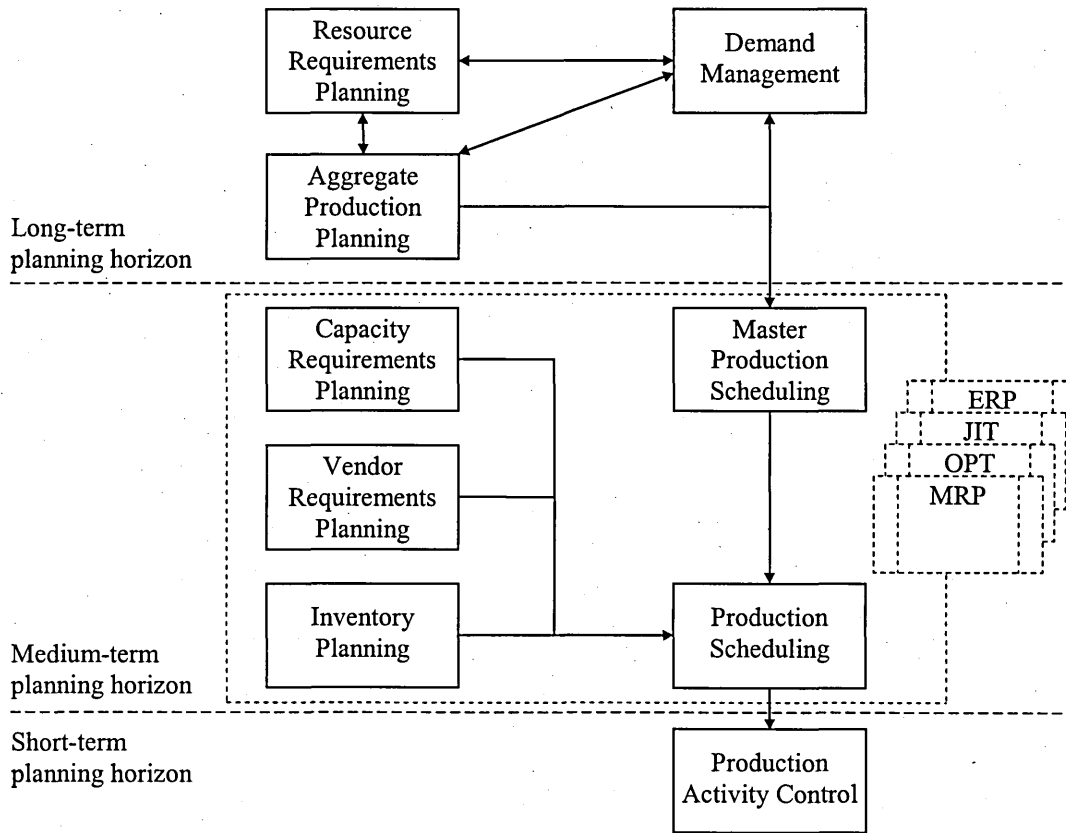 Resource
Requirements
Planning
Demand
Management
Aggregate
Production
Planning
Long-term
planning horizon
Capacity
Requirements
Planning
Master
Production
Scheduling
ERP
JIT
OPT
MRP
Vendor
Requirements
Planning
Inventory
Planning
Production
Scheduling
Medium-term
planning horizon
Short-term
planning horizon
Production
Activity Control